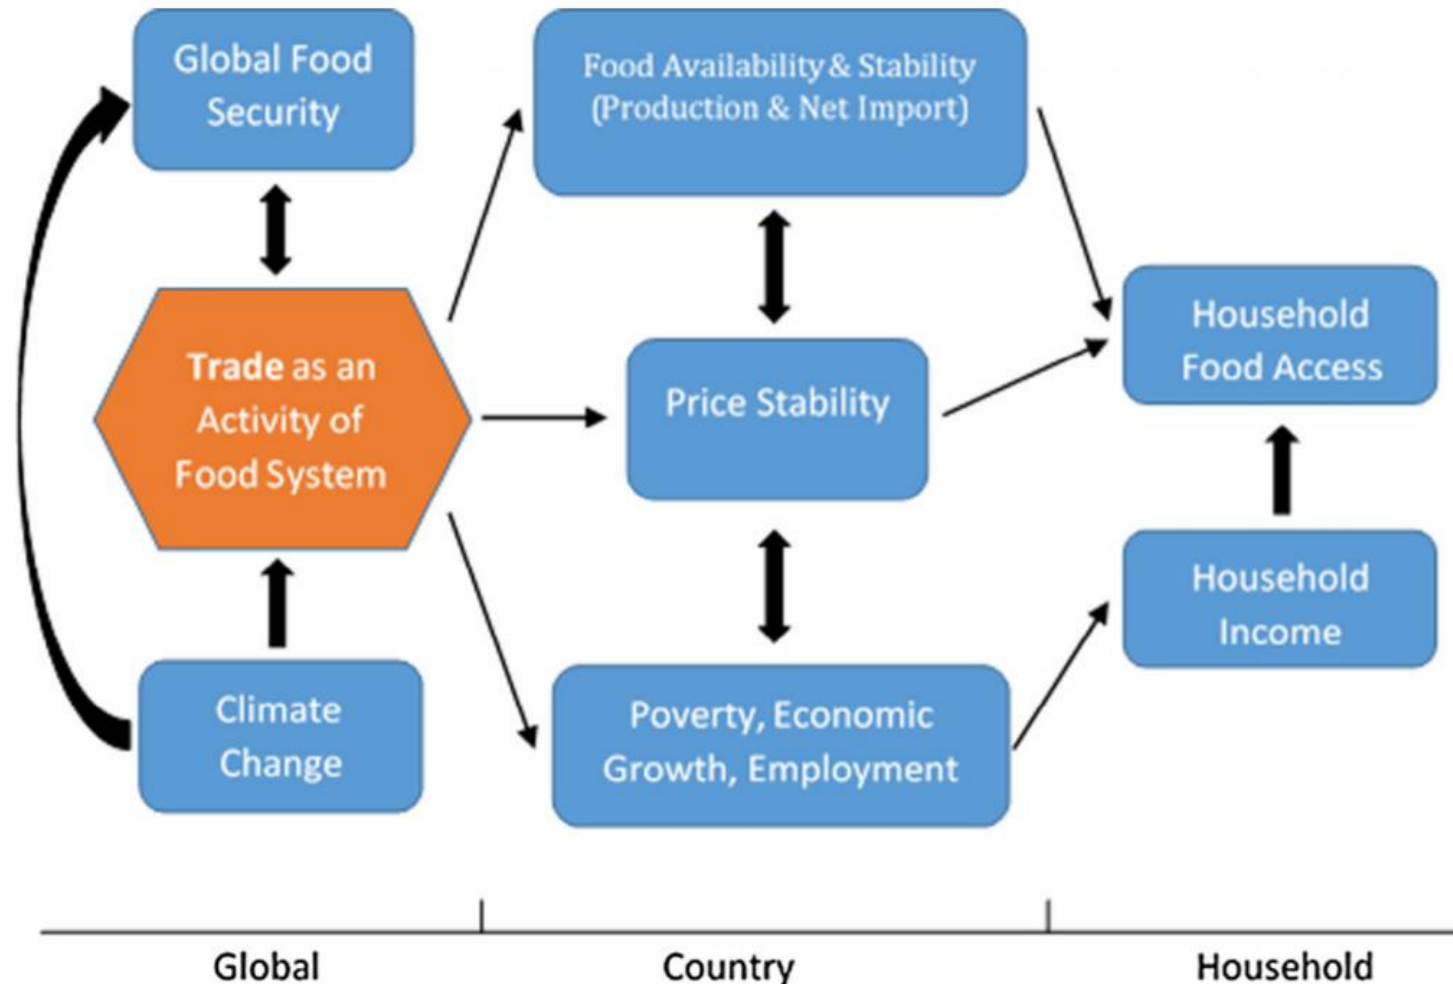 Global Food
Security
Food Availability & Stability
(Production & Net Import)
Household
Food Access
Trade as an
Activity of
Food System
Price Stability
Household
Income
Climate
Change
Poverty, Economic
Growth, Employment
Global
Country
Household